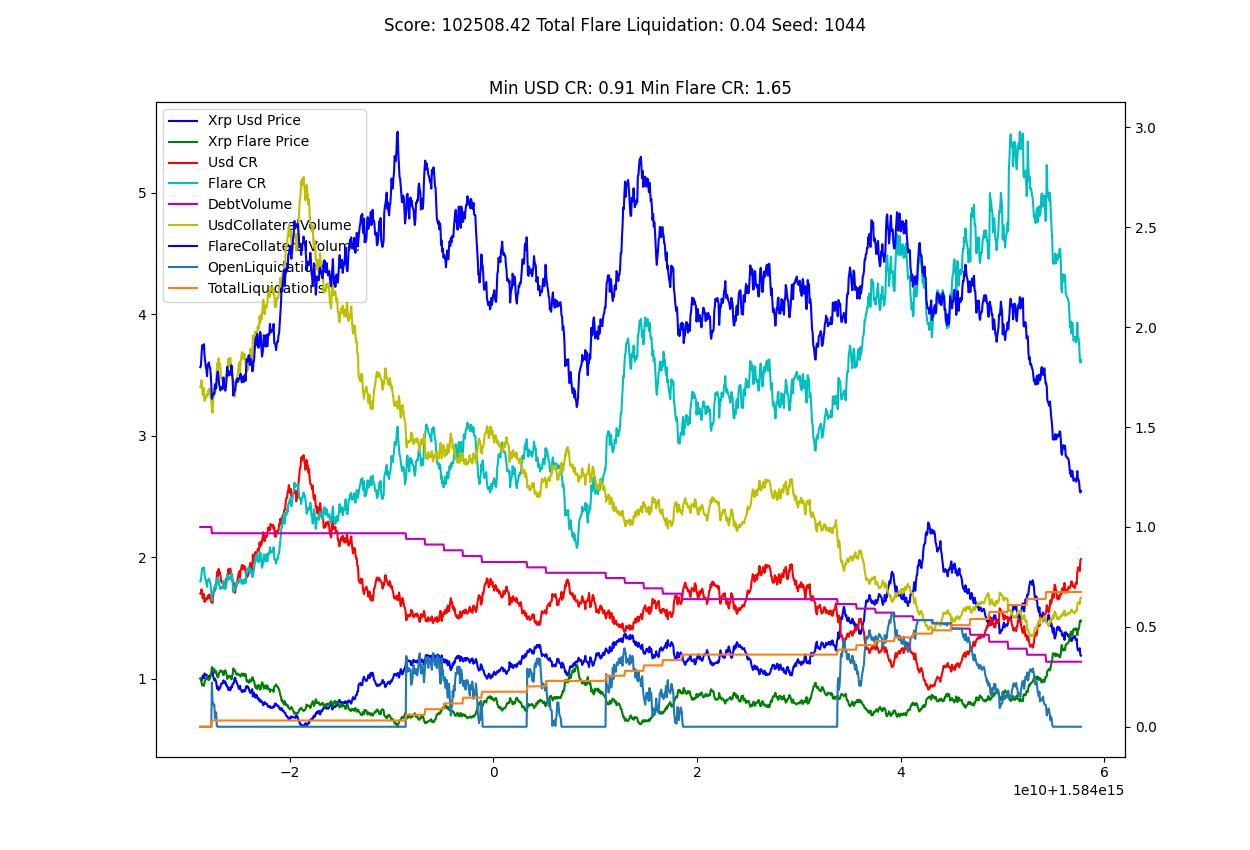 Score: 102508.42 Total Flare Liquidation: 0.04 Seed: 1044
Min USD CR: 0.91 Min Flare CR: 1.65
Xrp Usd Price
Xrp Flare Price
Usd CR
Flare CR
DebtVolume
UsdCollateralVolume
FlareCollateralVolume
OpenLiquidations
TotalLiquidations
5
4
3
2
1
3.0
2.5
2.0
1.5
1.0
0.5
0.0
−2
0
2
4
6
1e10+1.584e15